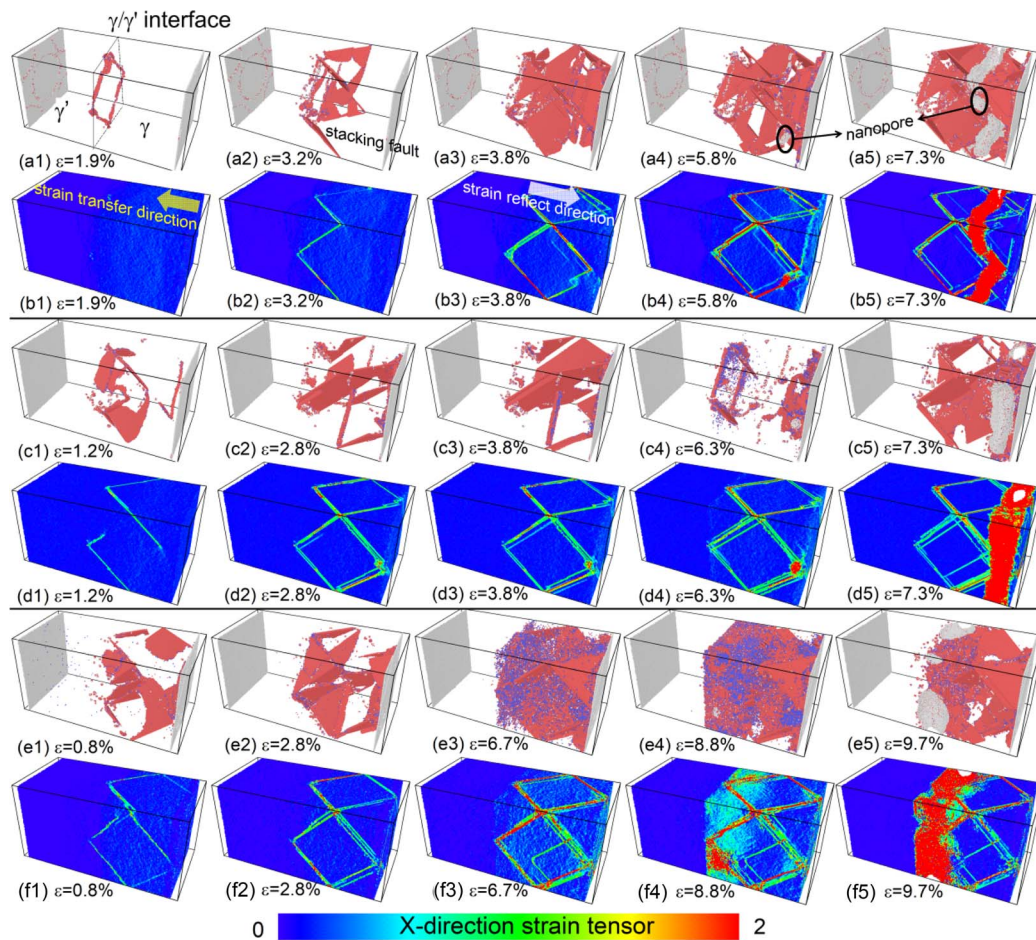 γ/γ' interface
γ'
γ
stacking fault
nanopore
(a1) ε=1.9%
(a2) ε=3.2%
(a3) ε=3.8%
(a4) ε=5.8%
(a5) ε=7.3%
strain transfer direction
strain reflect direction
(b1) ε=1.9%
(b2) ε=3.2%
(b3) ε=3.8%
(b4) ε=5.8%
(b5) ε=7.3%
(c1) ε=1.2%
(c2) ε=2.8%
(c3) ε=3.8%
(c4) ε=6.3%
(c5) ε=7.3%
(d1) ε=1.2%
(d2) ε=2.8%
(d3) ε=3.8%
(d4) ε=6.3%
(d5) ε=7.3%
(e1) ε=0.8%
(e2) ε=2.8%
(e3) ε=6.7%
(e4) ε=8.8%
(e5) ε=9.7%
(f1) ε=0.8%
(f2) ε=2.8%
(f3) ε=6.7%
(f4) ε=8.8%
(f5) ε=9.7%
0 X-direction strain tensor 2